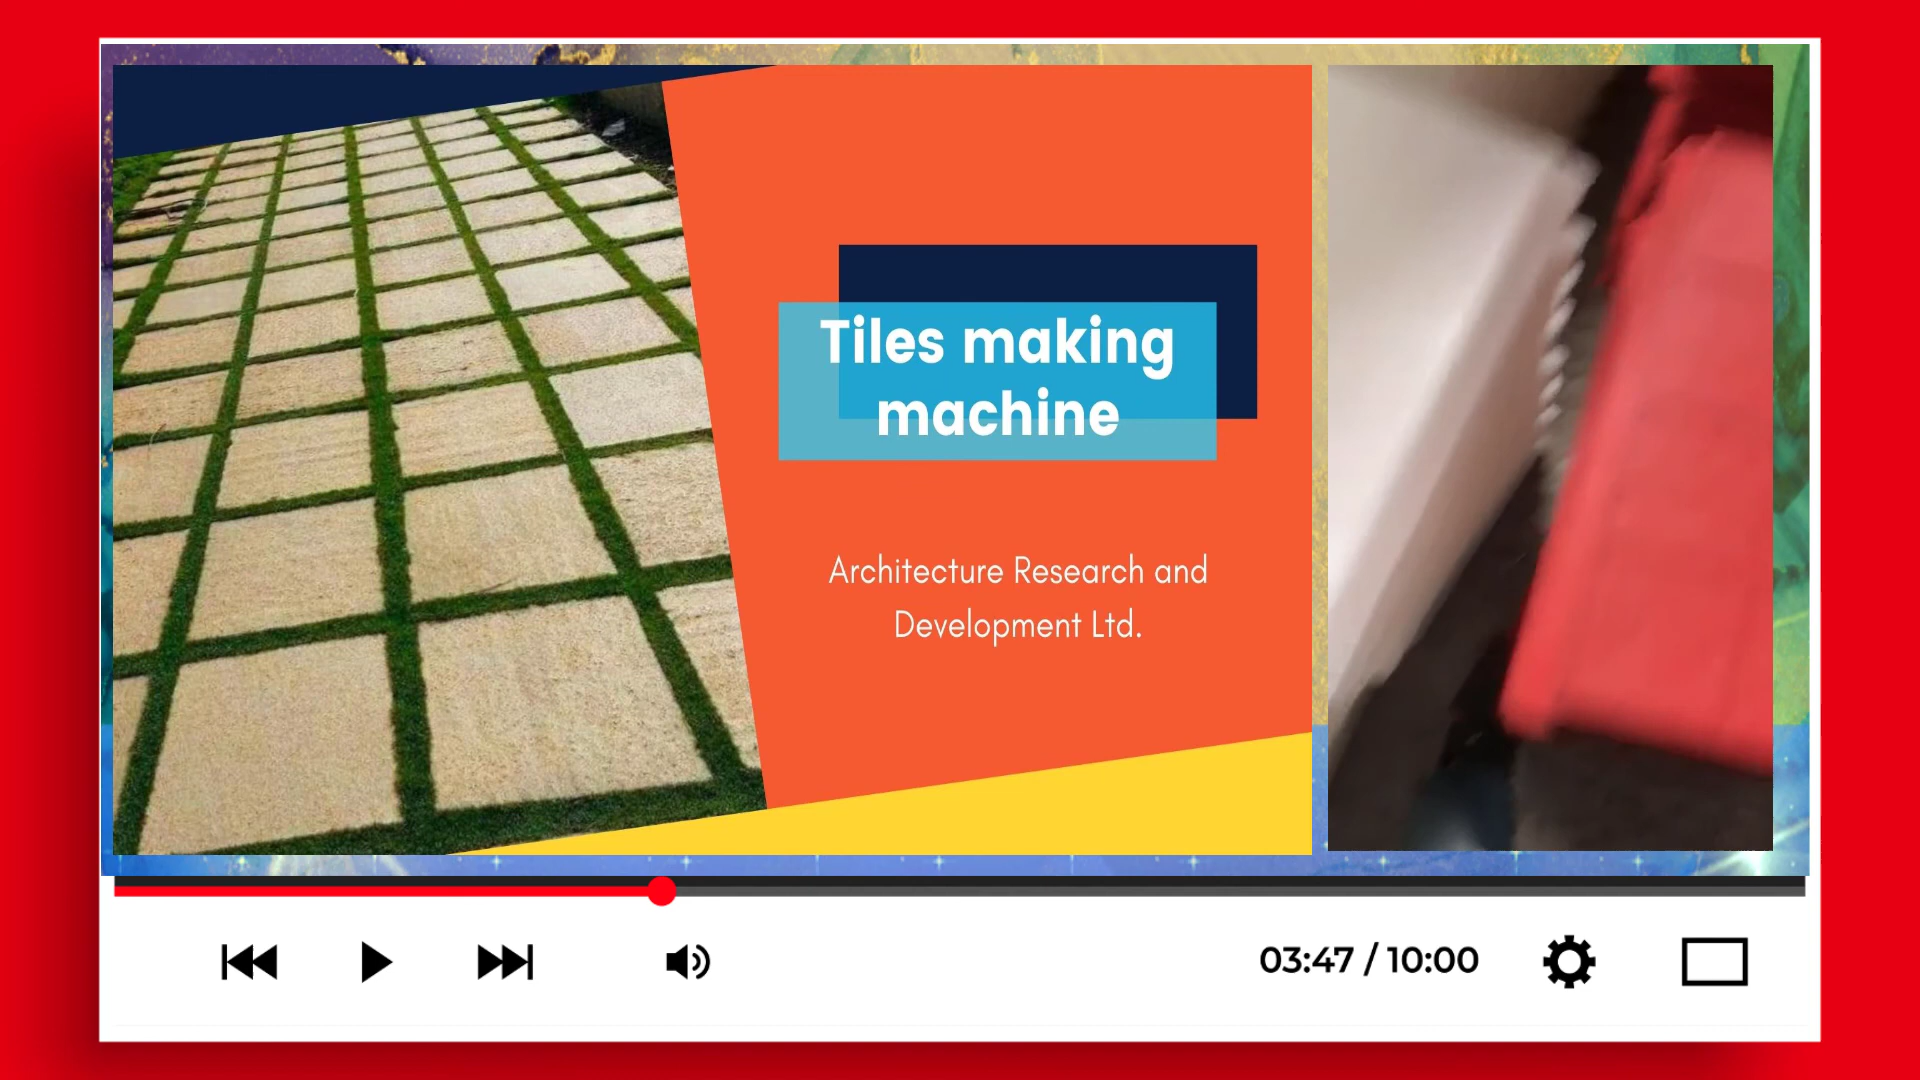 Tiles making
machine
Architecture Research and
Development Ltd.
03:47 / 10:00